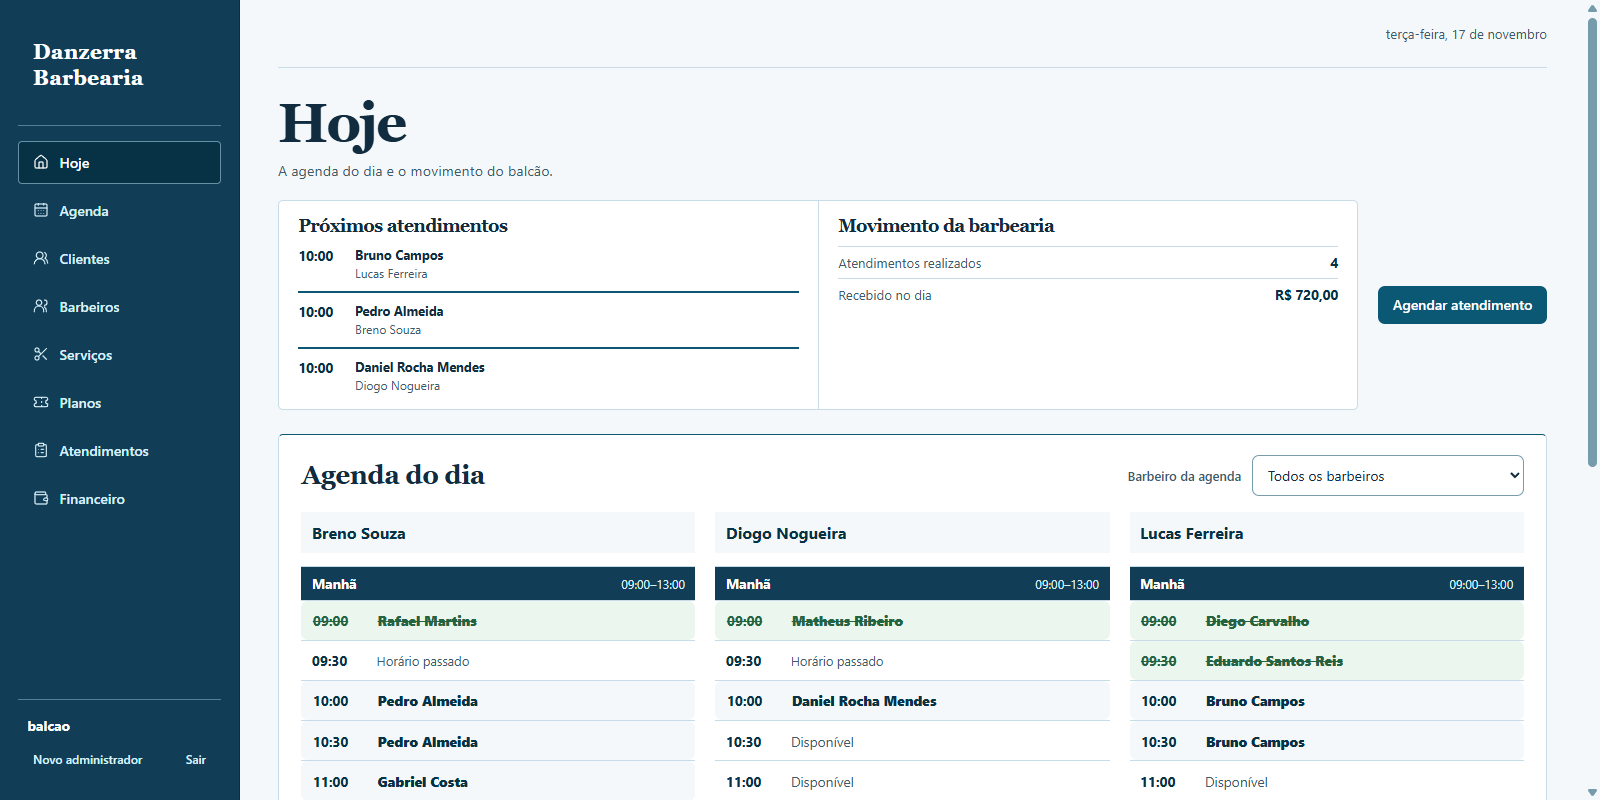 Danzerra
Barbearia
Hoje
Agenda
Clientes
Barbeiros
Serviços
Planos
Atendimentos
Financeiro
balcao
Novo administrador Sair
terça-feira, 17 de novembro
Hoje
A agenda do dia e o movimento do balcão.
Próximos atendimentos
10:00 Bruno Campos
Lucas Ferreira
10:00 Pedro Almeida
Breno Souza
10:00 Daniel Rocha Mendes
Diogo Nogueira
Movimento da barbearia
Atendimentos realizados 4
Recebido no dia R$ 720,00
Agendar atendimento
Agenda do dia
Barbeiro da agenda Todos os barbeiros
Breno Souza
Manhã 09:00–13:00
09:00 Rafael Martins
09:30 Horário passado
10:00 Pedro Almeida
10:30 Pedro Almeida
11:00 Gabriel Costa
Diogo Nogueira
Manhã 09:00–13:00
09:00 Matheus Ribeiro
09:30 Horário passado
10:00 Daniel Rocha Mendes
10:30 Disponível
11:00 Disponível
Lucas Ferreira
Manhã 09:00–13:00
09:00 Diego Carvalho
09:30 Eduardo Santos Reis
10:00 Bruno Campos
10:30 Bruno Campos
11:00 Disponível